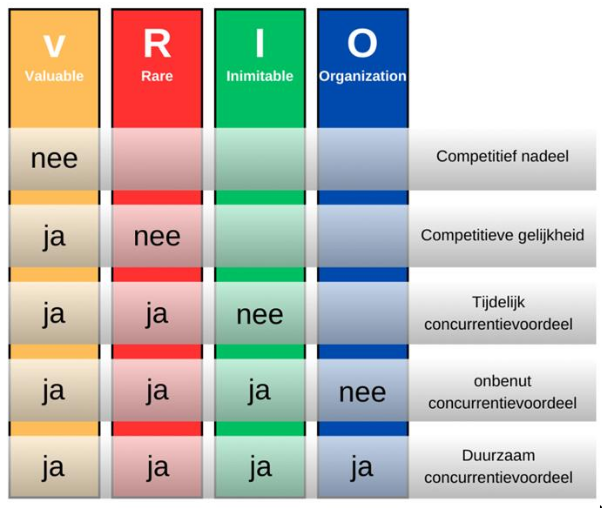 v R I O
Valuable Rare Inimitable Organization
nee Competitief nadeel
ja nee Competitieve gelijkheid
ja ja nee Tijdelijk
concurrentievoordeel
ja ja ja nee onbenut
concurrentievoordeel
ja ja ja ja Duurzaam
concurrentievoordeel